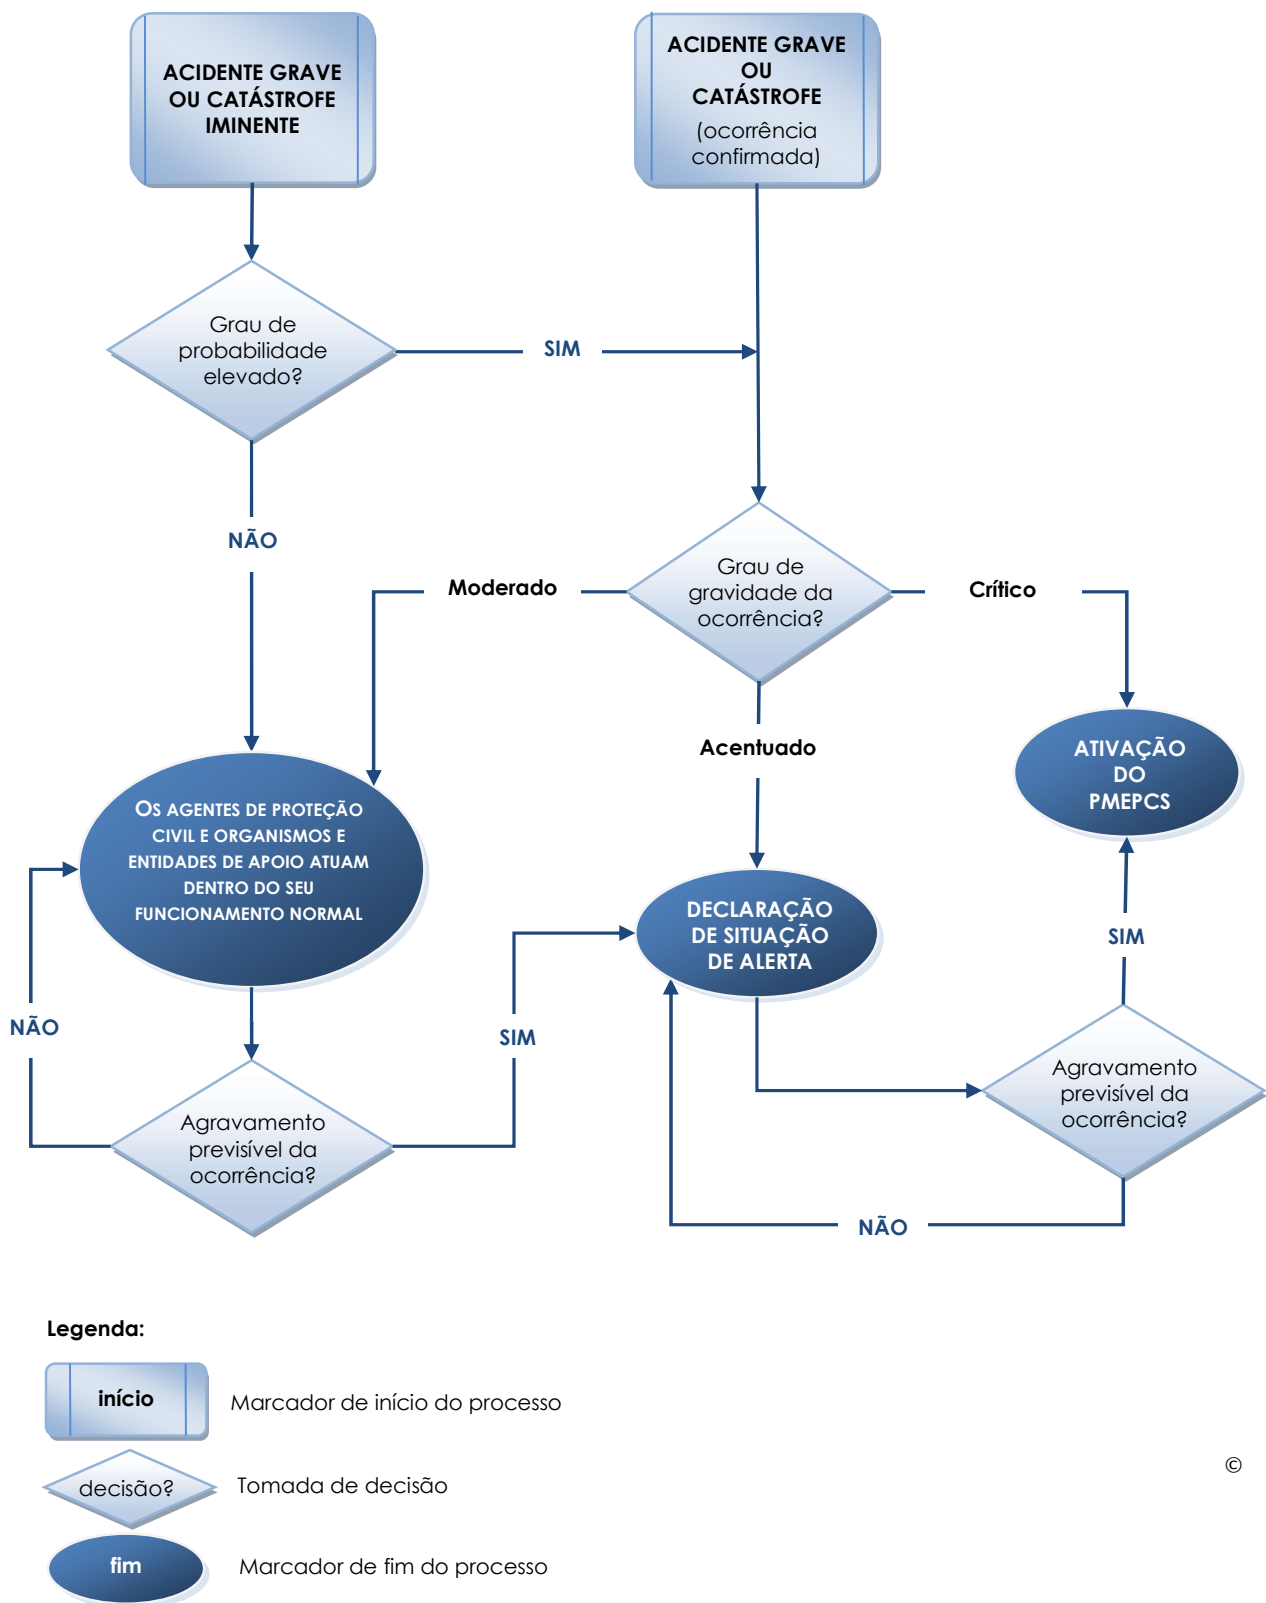 ACIDENTE GRAVE
OU CATÁSTROFE
IMINENTE
ACIDENTE GRAVE
OU
CATÁSTROFE
(ocorrência
confirmada)
Grau de
probabilidade
elevado?
SIM
NÃO
Grau de
gravidade da
ocorrência?
Moderado
Crítico
Acentuado
ATIVAÇÃO
DO
PMEPCS
OS AGENTES DE PROTEÇÃO
CIVIL E ORGANISMOS E
ENTIDADES DE APOIO ATUAM
DENTRO DO SEU
FUNCIONAMENTO NORMAL
DECLARAÇÃO
DE SITUAÇÃO
DE ALERTA
SIM
NÃO
SIM
Agravamento
previsível da
ocorrência?
Agravamento
previsível da
ocorrência?
NÃO
Legenda:
início
Marcador de início do processo
decisão?
Tomada de decisão
©
fim
Marcador de fim do processo